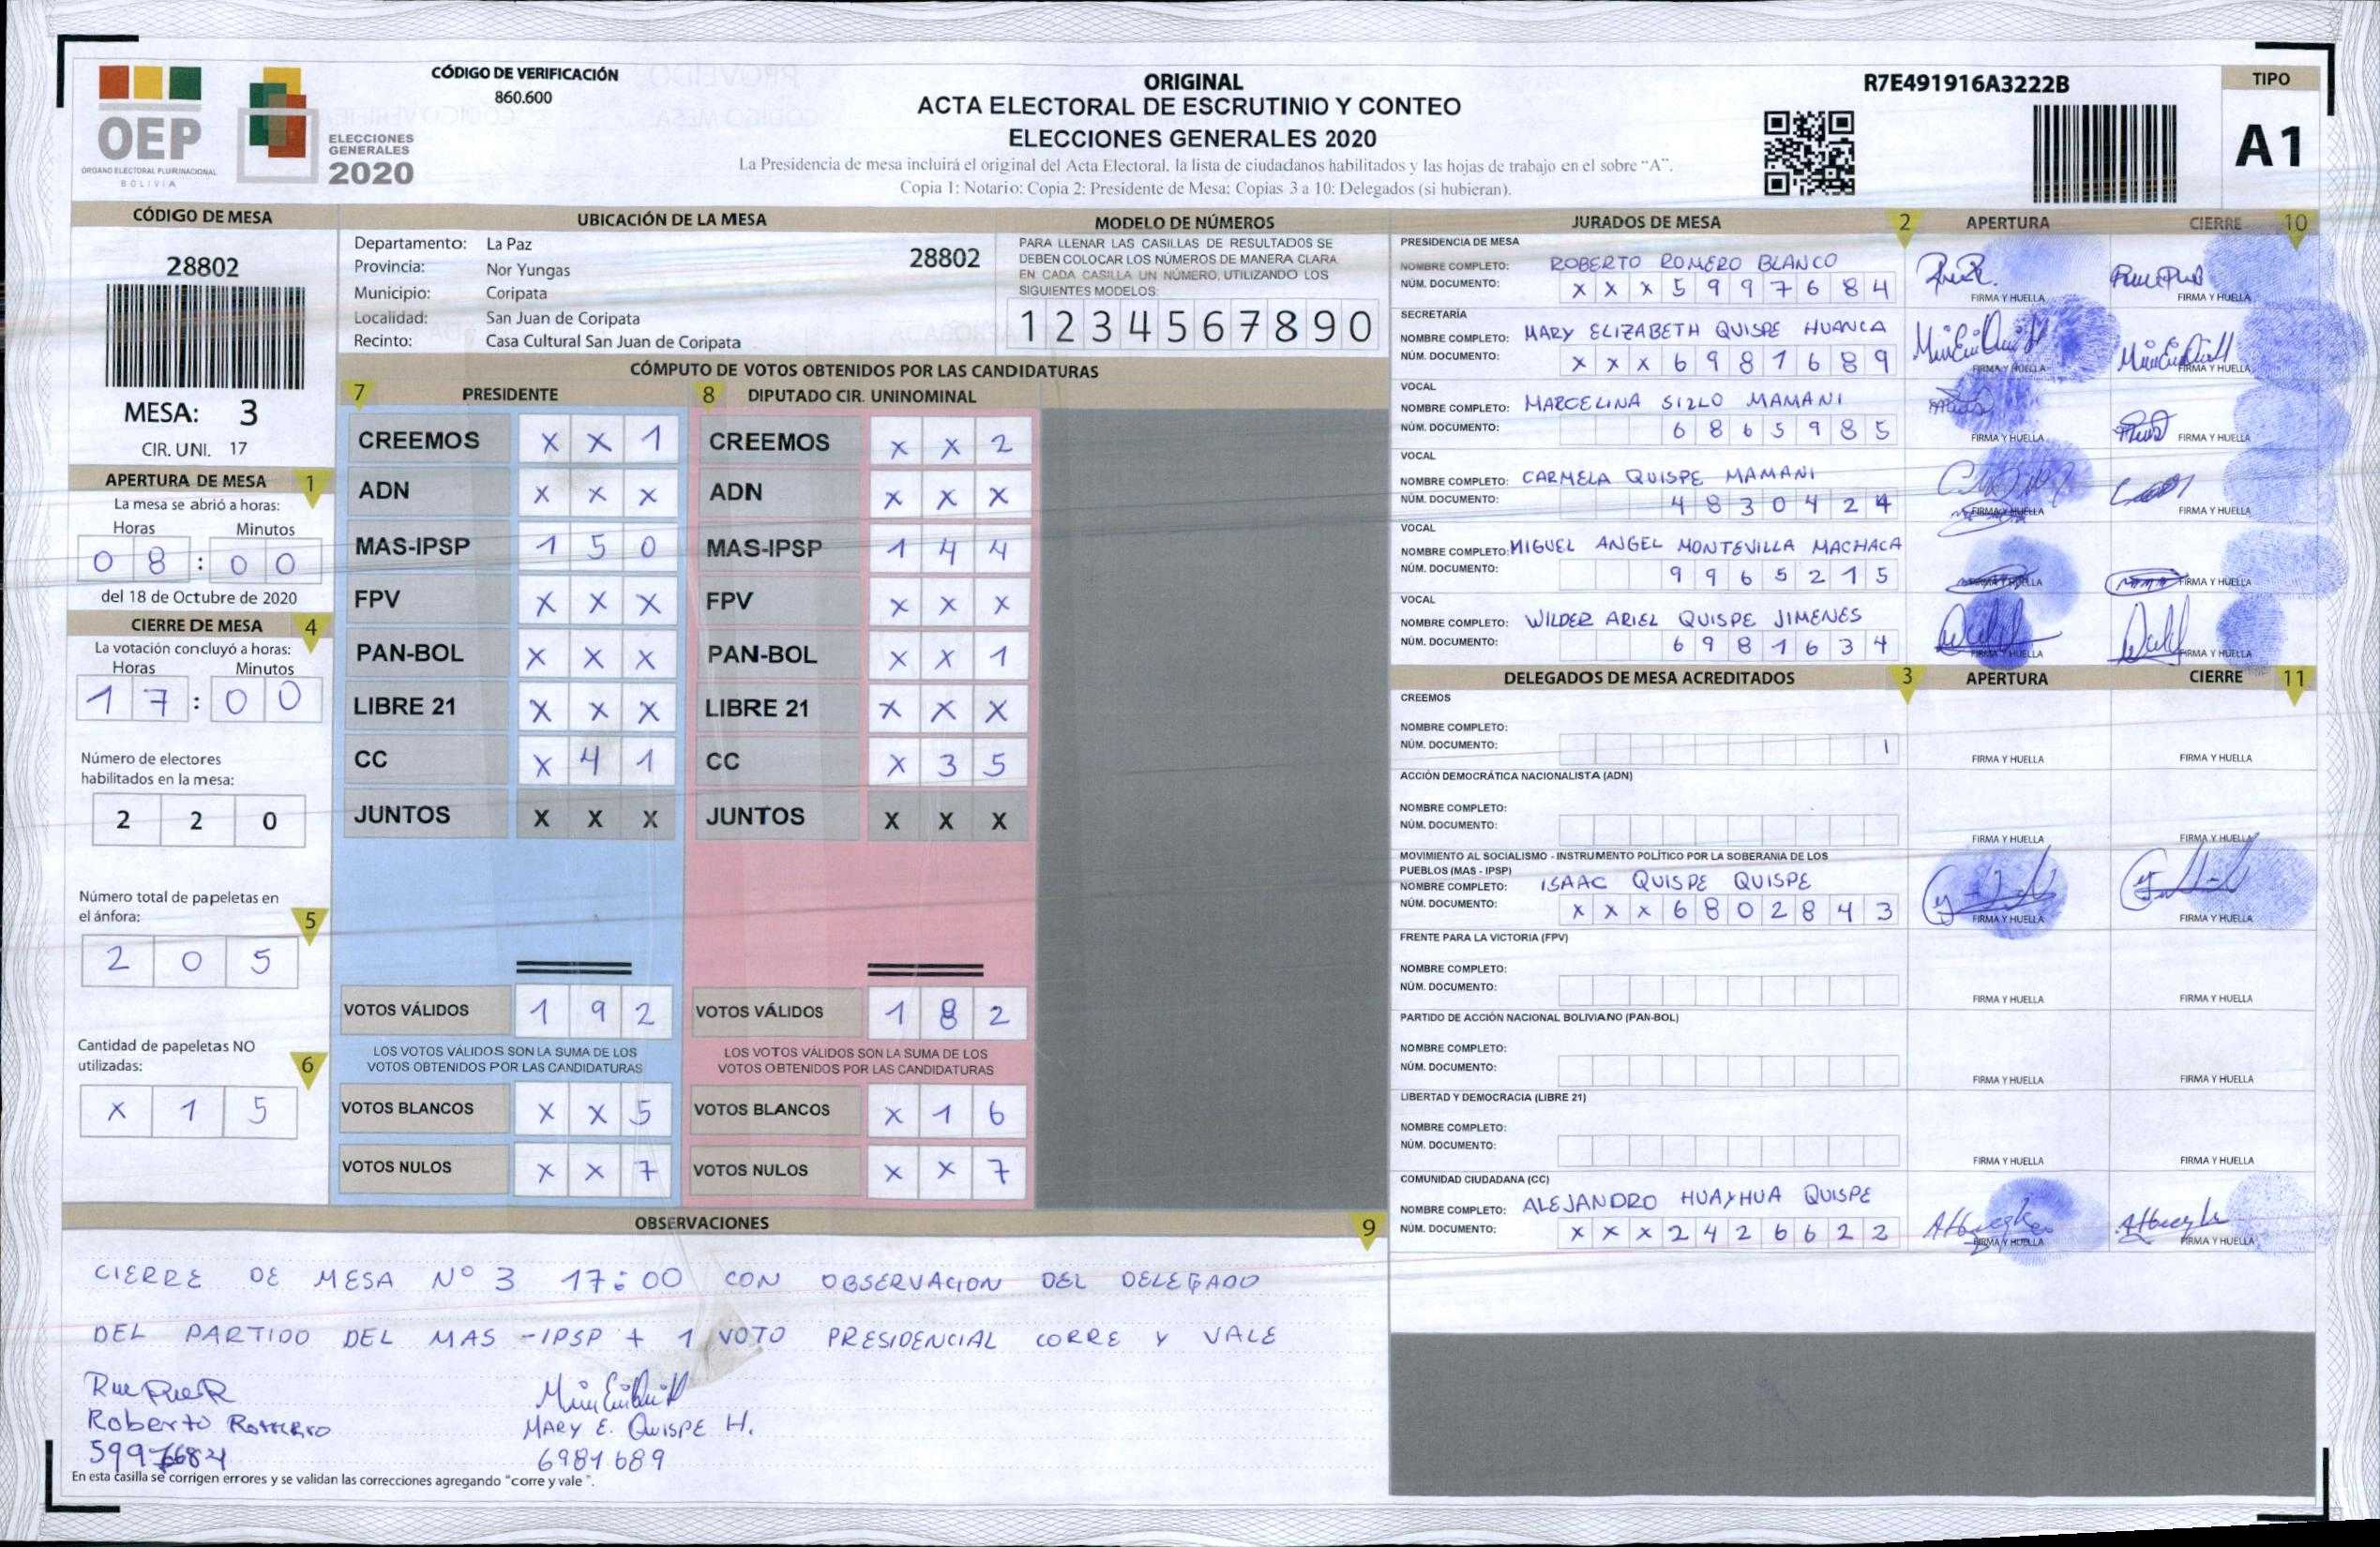 OEP
ÓRGANO ELECTORAL PLURINACIONAL
BOLIVIA
ELECCIONES
GENERALES
2020
CÓDIGO DE VERIFICACIÓN
860.600
ORIGINAL
ACTA ELECTORAL DE ESCRUTINIO Y CONTEO
ELECCIONES GENERALES 2020
La Presidencia de mesa incluirá el original del Acta Electoral, la lista de ciudadanos habilitados y las hojas de trabajo en el sobre “A”.
Copia 1: Notario: Copia 2: Presidente de Mesa: Copias 3 a 10: Delegados (si hubieran).
R7E491916A3222B
TIPO
A1
CÓDIGO DE MESA
28802
MESA: 3
CIR. UNI. 17
APERTURA DE MESA 1
La mesa se abrió a horas:
Horas Minutos
0 8 : 0 0
del 18 de Octubre de 2020
CIERRE DE MESA 4
La votación concluyó a horas:
Horas Minutos
1 7 : 0 0
Número de electores
habilitados en la mesa:
2 2 0
Número total de papeletas en
el ánfora: 5
2 0 5
Cantidad de papeletas NO
utilizadas: 6
X 1 5
UBICACIÓN DE LA MESA
Departamento: La Paz
28802
Provincia: Nor Yungas
Municipio: Coripata
Localidad: San Juan de Coripata
Recinto: Casa Cultural San Juan de Coripata
MODELO DE NÚMEROS
PARA LLENAR LAS CASILLAS DE RESULTADOS SE
DEBEN COLOCAR LOS NÚMEROS DE MANERA CLARA
EN CADA CASILLA UN NÚMERO, UTILIZANDO LOS
SIGUIENTES MODELOS:
1 2 3 4 5 6 7 8 9 0
CÓMPUTO DE VOTOS OBTENIDOS POR LAS CANDIDATURAS
7 PRESIDENTE 8 DIPUTADO CIR. UNINOMINAL
CREEMOS X X 1 CREEMOS X X 2
ADN X X X ADN X X X
MAS-IPSP 1 5 0 MAS-IPSP 1 4 4
FPV X X X FPV X X X
PAN-BOL X X X PAN-BOL X X 1
LIBRE 21 X X X LIBRE 21 X X X
CC X 4 1 CC X 3 5
JUNTOS X X X JUNTOS X X X
VOTOS VÁLIDOS 1 9 2 VOTOS VÁLIDOS 1 8 2
LOS VOTOS VÁLIDOS SON LA SUMA DE LOS
VOTOS OBTENIDOS POR LAS CANDIDATURAS
LOS VOTOS VÁLIDOS SON LA SUMA DE LOS
VOTOS OBTENIDOS POR LAS CANDIDATURAS
VOTOS BLANCOS X X 5 VOTOS BLANCOS X 1 6
VOTOS NULOS X X 7 VOTOS NULOS X X 7
JURADOS DE MESA 2 APERTURA CIERRE 10
PRESIDENCIA DE MESA
NOMBRE COMPLETO: ROBERTO ROMERO BLANCO
NÚM. DOCUMENTO: X X X 5 9 9 7 6 8 4
FIRMA Y HUELLA FIRMA Y HUELLA
SECRETARÍA
NOMBRE COMPLETO: MARY ELIZABETH QUISPE HUANCA
NÚM. DOCUMENTO: X X X 6 9 8 1 6 8 9
FIRMA Y HUELLA FIRMA Y HUELLA
VOCAL
NOMBRE COMPLETO: MARCELINA SIZLO MAMANI
NÚM. DOCUMENTO: 6 8 6 5 9 8 5
FIRMA Y HUELLA FIRMA Y HUELLA
VOCAL
NOMBRE COMPLETO: CARMELA QUISPE MAMANI
NÚM. DOCUMENTO: 4 8 3 0 4 2 4
FIRMA Y HUELLA FIRMA Y HUELLA
VOCAL
NOMBRE COMPLETO: MIGUEL ANGEL MONTEVILLA MACHACA
NÚM. DOCUMENTO: 9 9 6 5 2 1 5
FIRMA Y HUELLA FIRMA Y HUELLA
VOCAL
NOMBRE COMPLETO: WILDER ARIEL QUISPE JIMENES
NÚM. DOCUMENTO: 6 9 8 1 6 3 4
FIRMA Y HUELLA FIRMA Y HUELLA
DELEGADOS DE MESA ACREDITADOS 3 APERTURA CIERRE 11
CREEMOS
NOMBRE COMPLETO:
NÚM. DOCUMENTO: 1
FIRMA Y HUELLA FIRMA Y HUELLA
ACCIÓN DEMOCRÁTICA NACIONALISTA (ADN)
NOMBRE COMPLETO:
NÚM. DOCUMENTO:
FIRMA Y HUELLA FIRMA Y HUELLA
MOVIMIENTO AL SOCIALISMO - INSTRUMENTO POLÍTICO POR LA SOBERANIA DE LOS
PUEBLOS (MAS - IPSP)
NOMBRE COMPLETO: ISAAC QUISPE QUISPE
NÚM. DOCUMENTO: X X X 6 8 0 2 8 4 3
FIRMA Y HUELLA FIRMA Y HUELLA
FRENTE PARA LA VICTORIA (FPV)
NOMBRE COMPLETO:
NÚM. DOCUMENTO:
FIRMA Y HUELLA FIRMA Y HUELLA
PARTIDO DE ACCIÓN NACIONAL BOLIVIANO (PAN-BOL)
NOMBRE COMPLETO:
NÚM. DOCUMENTO:
FIRMA Y HUELLA FIRMA Y HUELLA
LIBERTAD Y DEMOCRACIA (LIBRE 21)
NOMBRE COMPLETO:
NÚM. DOCUMENTO:
FIRMA Y HUELLA FIRMA Y HUELLA
COMUNIDAD CIUDADANA (CC)
NOMBRE COMPLETO: ALEJANDRO HUAYHUA QUISPE
NÚM. DOCUMENTO: X X X 2 4 2 6 6 2 2
FIRMA Y HUELLA FIRMA Y HUELLA
OBSERVACIONES 9
CIERRE DE MESA Nº 3 17:00 CON OBSERVACION DEL DELEGADO
DEL PARTIDO DEL MAS -IPSP + 1 VOTO PRESIDENCIAL CORRE Y VALE
Roberto Romero MARY E. QUISPE H.
5997684 6981689
En esta casilla se corrigen errores y se validan las correcciones agregando "corre y vale ".